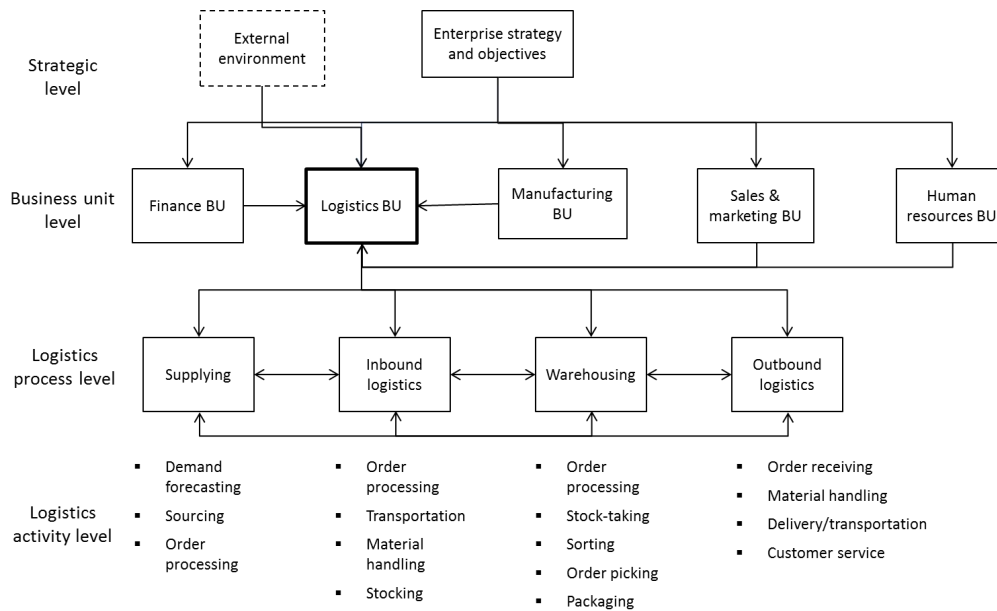 External
environment
Enterprise strategy
and objectives
Strategic
level
Business unit
level
Finance BU
Logistics BU
Manufacturing
BU
Sales &
marketing BU
Human
resources BU
Logistics
process level
Supplying
Inbound
logistics
Warehousing
Outbound
logistics
Logistics
activity level
▪ Demand
forecasting
▪ Sourcing
▪ Order
processing
▪ Order
processing
▪ Transportation
▪ Material
handling
▪ Stocking
▪ Order
processing
▪ Stock-taking
▪ Sorting
▪ Order picking
▪ Packaging
▪ Order receiving
▪ Material handling
▪ Delivery/transportation
▪ Customer service